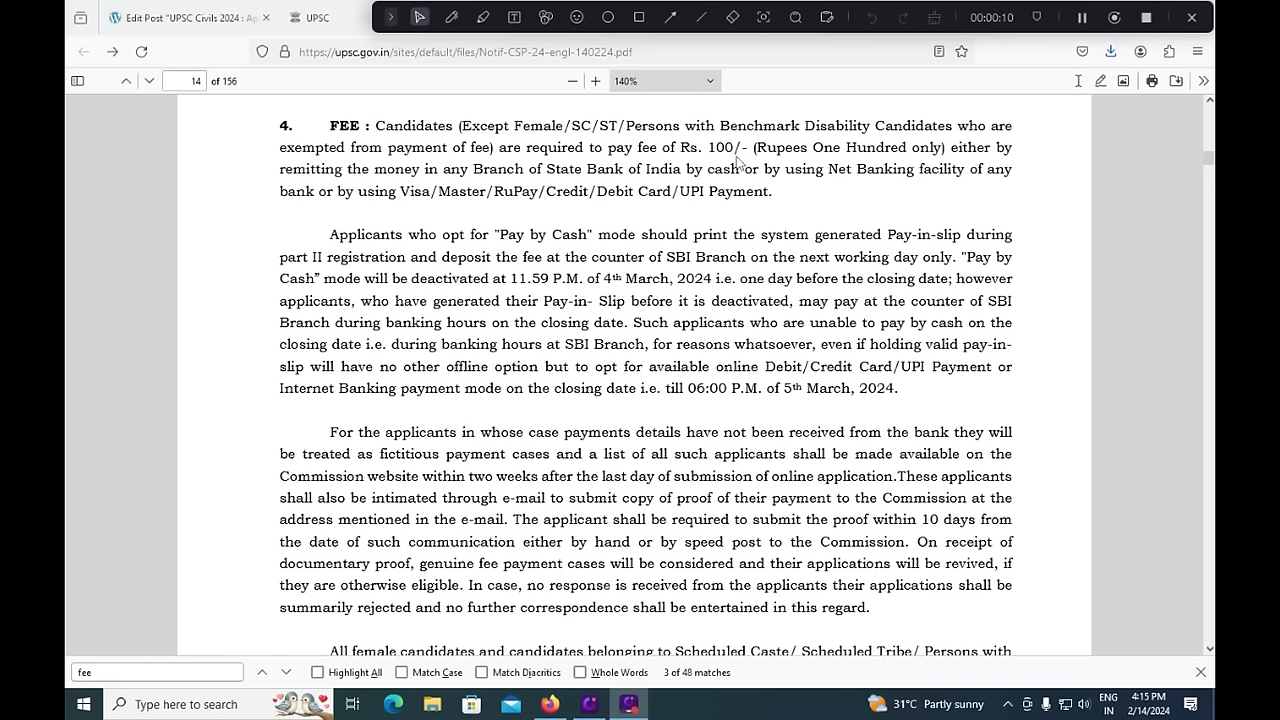 Edit Post "UPSC Civils 2024 : Ap
UPSC
00:00:10
https://upsc.gov.in/sites/default/files/Notif-CSP-24-engl-140224.pdf
14 of 156
140%
4. FEE : Candidates (Except Female/SC/ST/Persons with Benchmark Disability Candidates who are
exempted from payment of fee) are required to pay fee of Rs. 100/- (Rupees One Hundred only) either by
remitting the money in any Branch of State Bank of India by cash or by using Net Banking facility of any
bank or by using Visa/Master/RuPay/Credit/Debit Card/UPI Payment.
Applicants who opt for "Pay by Cash" mode should print the system generated Pay-in-slip during
part II registration and deposit the fee at the counter of SBI Branch on the next working day only. "Pay by
Cash" mode will be deactivated at 11.59 P.M. of 4th March, 2024 i.e. one day before the closing date; however
applicants, who have generated their Pay-in- Slip before it is deactivated, may pay at the counter of SBI
Branch during banking hours on the closing date. Such applicants who are unable to pay by cash on the
closing date i.e. during banking hours at SBI Branch, for reasons whatsoever, even if holding valid pay-in-
slip will have no other offline option but to opt for available online Debit/Credit Card/UPI Payment or
Internet Banking payment mode on the closing date i.e. till 06:00 P.M. of 5th March, 2024.
For the applicants in whose case payments details have not been received from the bank they will
be treated as fictitious payment cases and a list of all such applicants shall be made available on the
Commission website within two weeks after the last day of submission of online application.These applicants
shall also be intimated through e-mail to submit copy of proof of their payment to the Commission at the
address mentioned in the e-mail. The applicant shall be required to submit the proof within 10 days from
the date of such communication either by hand or by speed post to the Commission. On receipt of
documentary proof, genuine fee payment cases will be considered and their applications will be revived, if
they are otherwise eligible. In case, no response is received from the applicants their applications shall be
summarily rejected and no further correspondence shall be entertained in this regard.
All female candidates and candidates belonging to Scheduled Caste/ Scheduled Tribe/ Persons with
fee
Highlight All Match Case Match Diacritics Whole Words 3 of 48 matches
Type here to search
31°C Partly sunny
ENG
IN
4:15 PM
2/14/2024